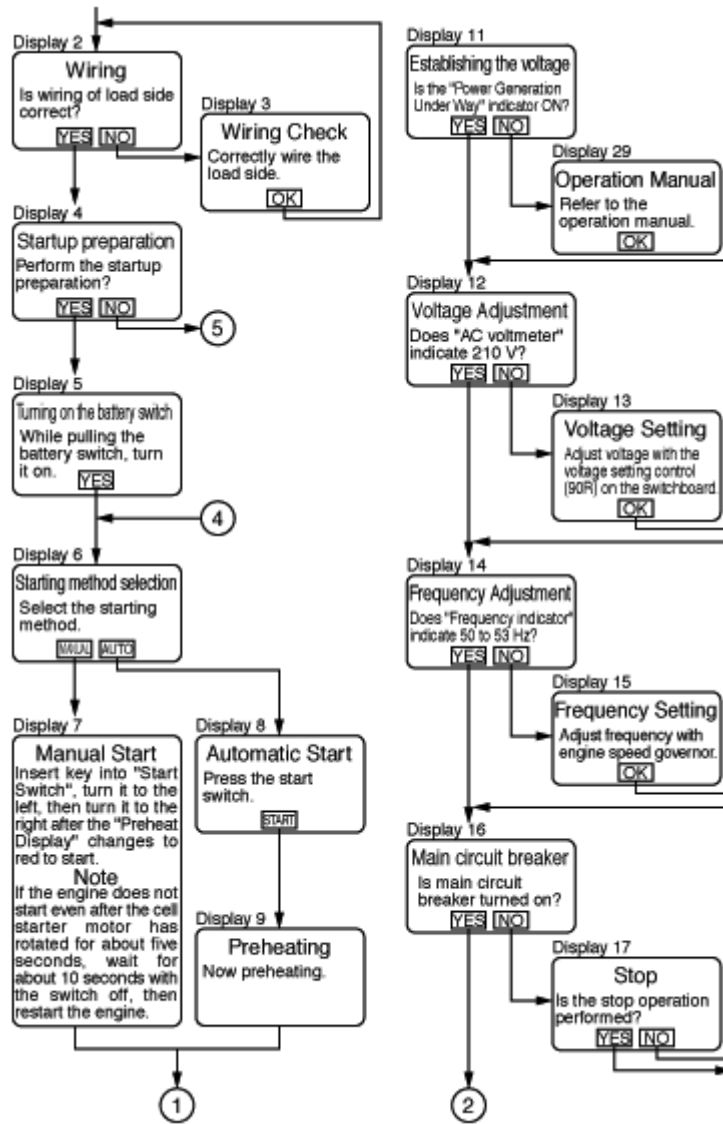 Display 2
Wiring
Is wiring of load side
correct?
YES NO
Display 3
Wiring Check
Correctly wire the
load side.
OK
Display 4
Startup preparation
Perform the startup
preparation?
YES NO
5
Display 5
Turning on the battery switch
While pulling the
battery switch, turn
it on.
YES
4
Display 6
Starting method selection
Select the starting
method.
MANUAL AUTO
Display 7
Manual Start
Insert key into "Start
Switch", turn it to the
left, then turn it to the
right after the "Preheat
Display" changes to
red to start.
Note
If the engine does not
start even after the cell
starter motor has
rotated for about five
seconds, wait for
about 10 seconds with
the switch off, then
restart the engine.
Display 8
Automatic Start
Press the start
switch.
START
Display 9
Preheating
Now preheating.
1
Display 11
Establishing the voltage
Is the "Power Generation
Under Way" indicator ON?
YES NO
Display 29
Operation Manual
Refer to the
operation manual.
OK
Display 12
Voltage Adjustment
Does "AC voltmeter"
indicate 210 V?
YES NO
Display 13
Voltage Setting
Adjust voltage with the
voltage setting control
(90R) on the switchboard.
OK
Display 14
Frequency Adjustment
Does "Frequency indicator"
indicate 50 to 53 Hz?
YES NO
Display 15
Frequency Setting
Adjust frequency with
engine speed governor.
OK
Display 16
Main circuit breaker
Is main circuit
breaker turned on?
YES NO
Display 17
Stop
Is the stop operation
performed?
YES NO
2